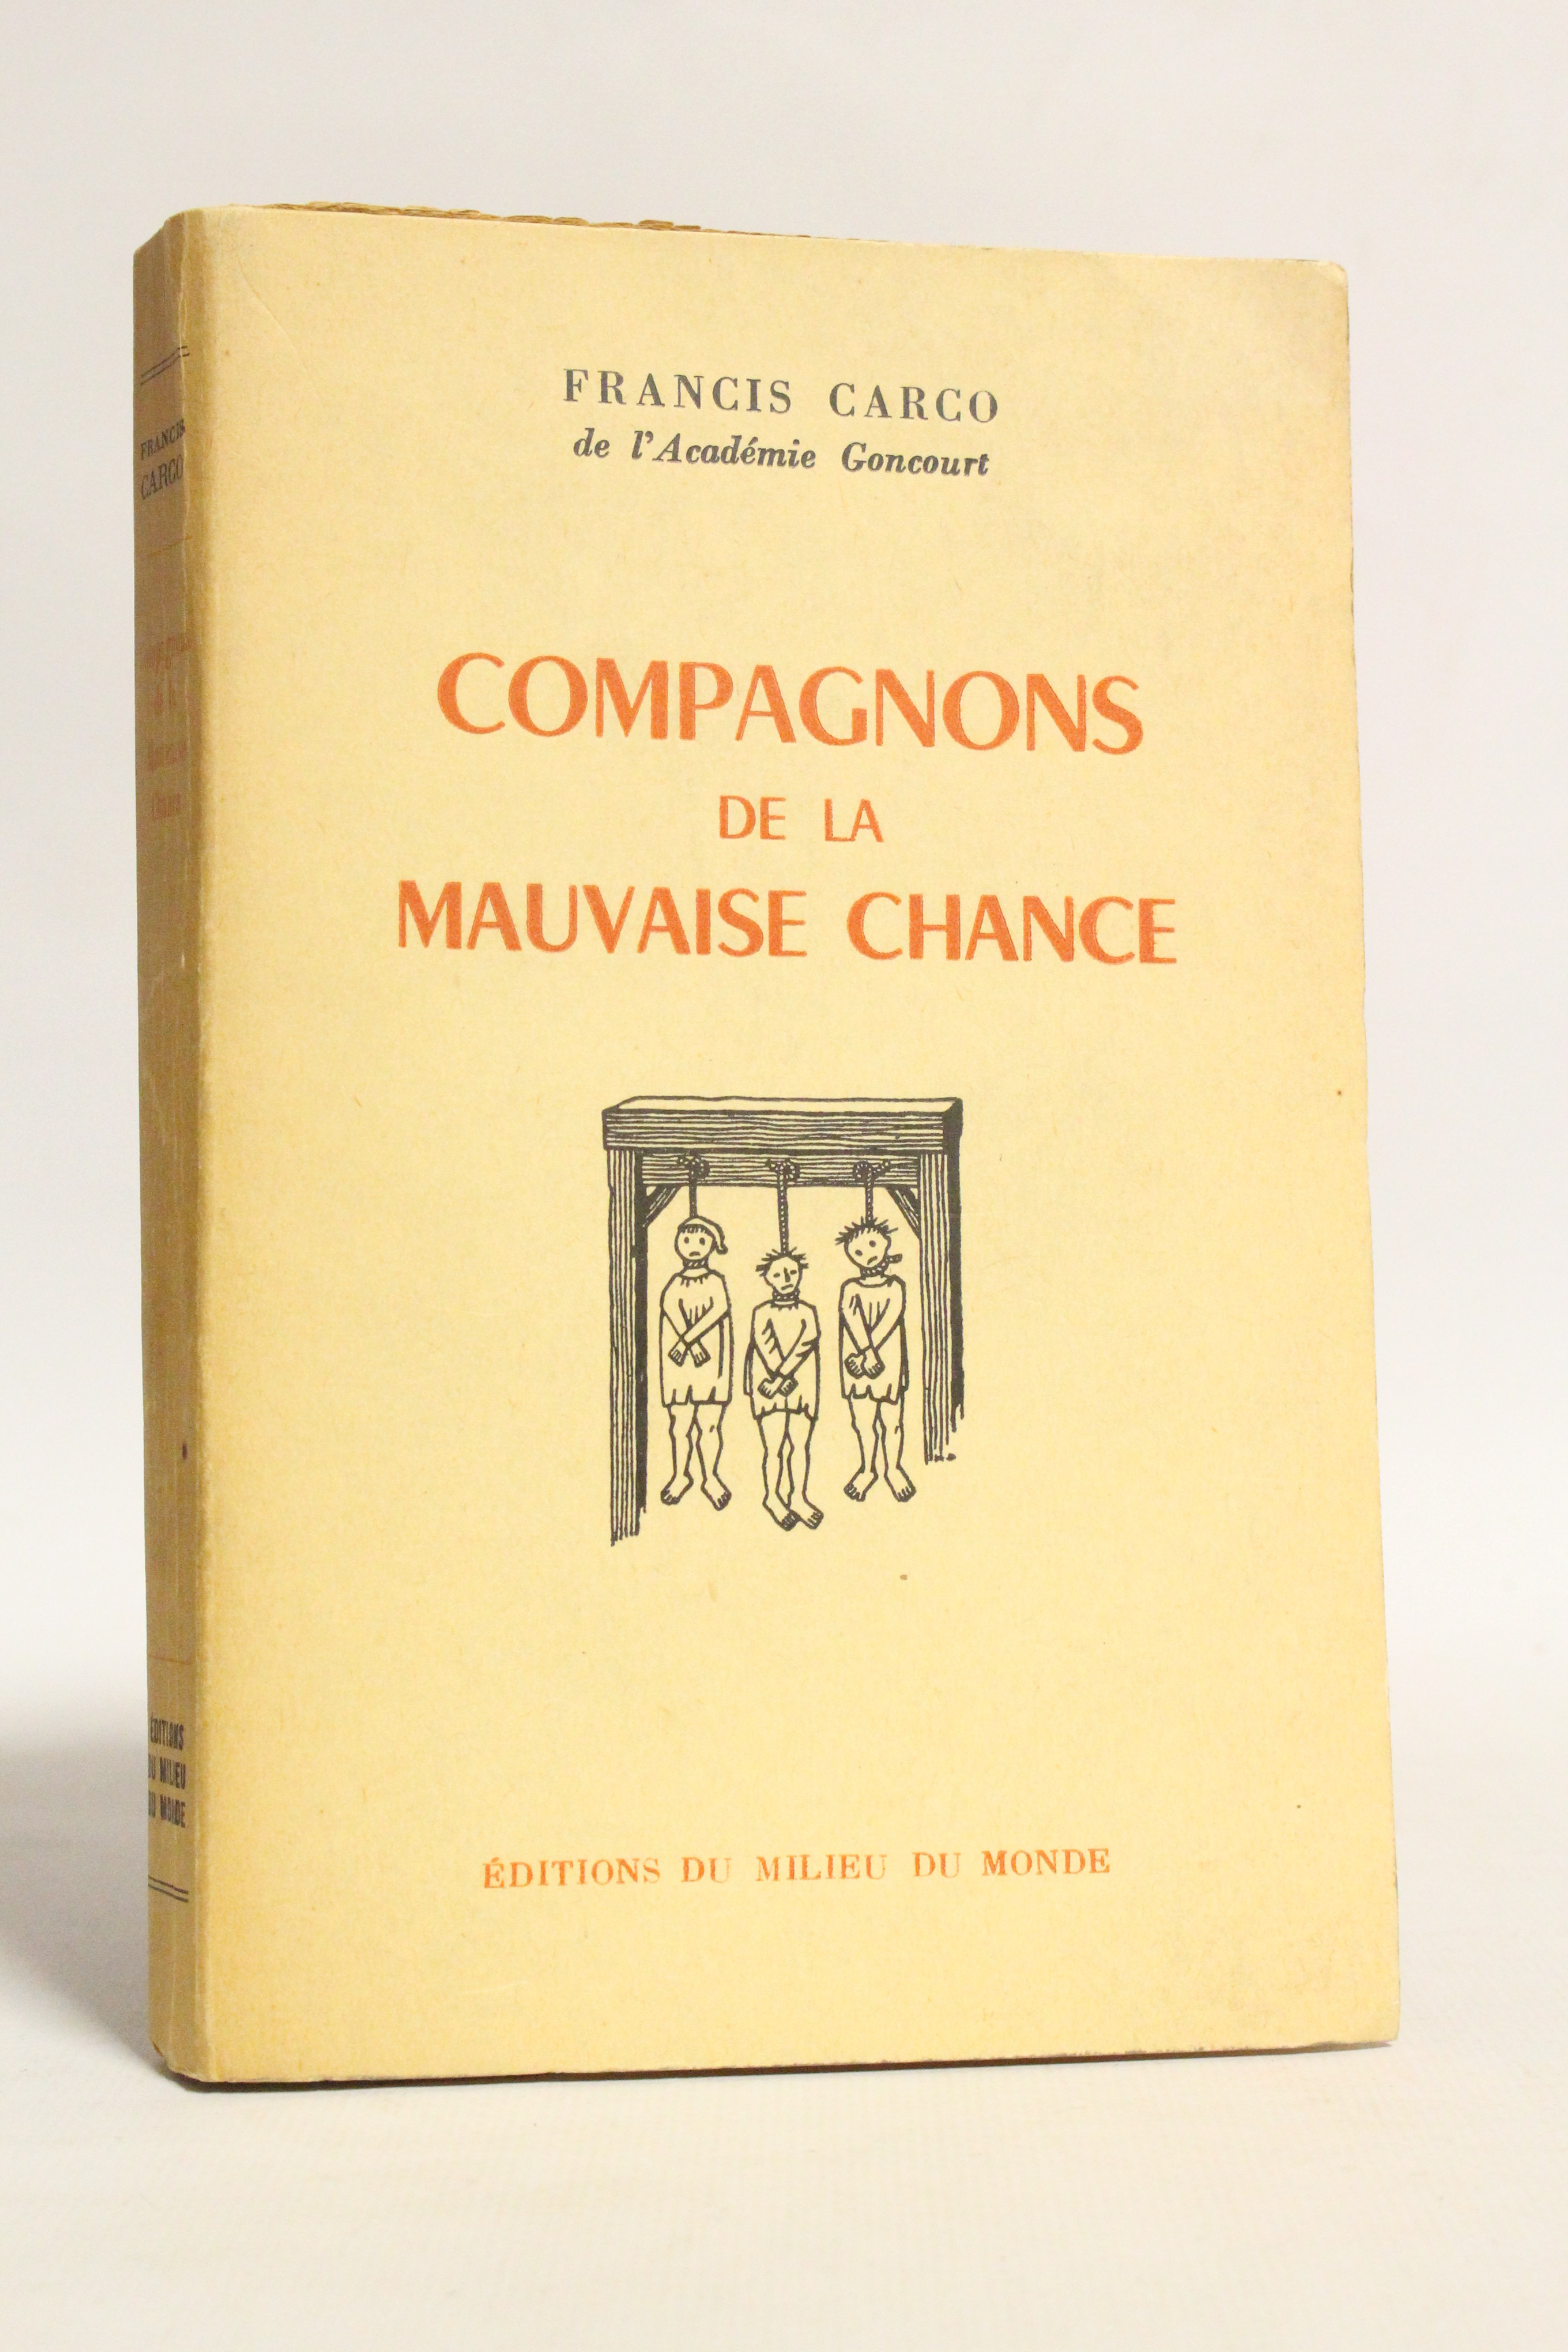 FRANCIS CARCO
de l'Académie Goncourt
COMPAGNONS
DE LA
MAUVAISE CHANCE
ÉDITIONS DU MILIEU DU MONDE
FRANCIS
CARCO
ÉDITIONS
DU MILIEU
DU MONDE